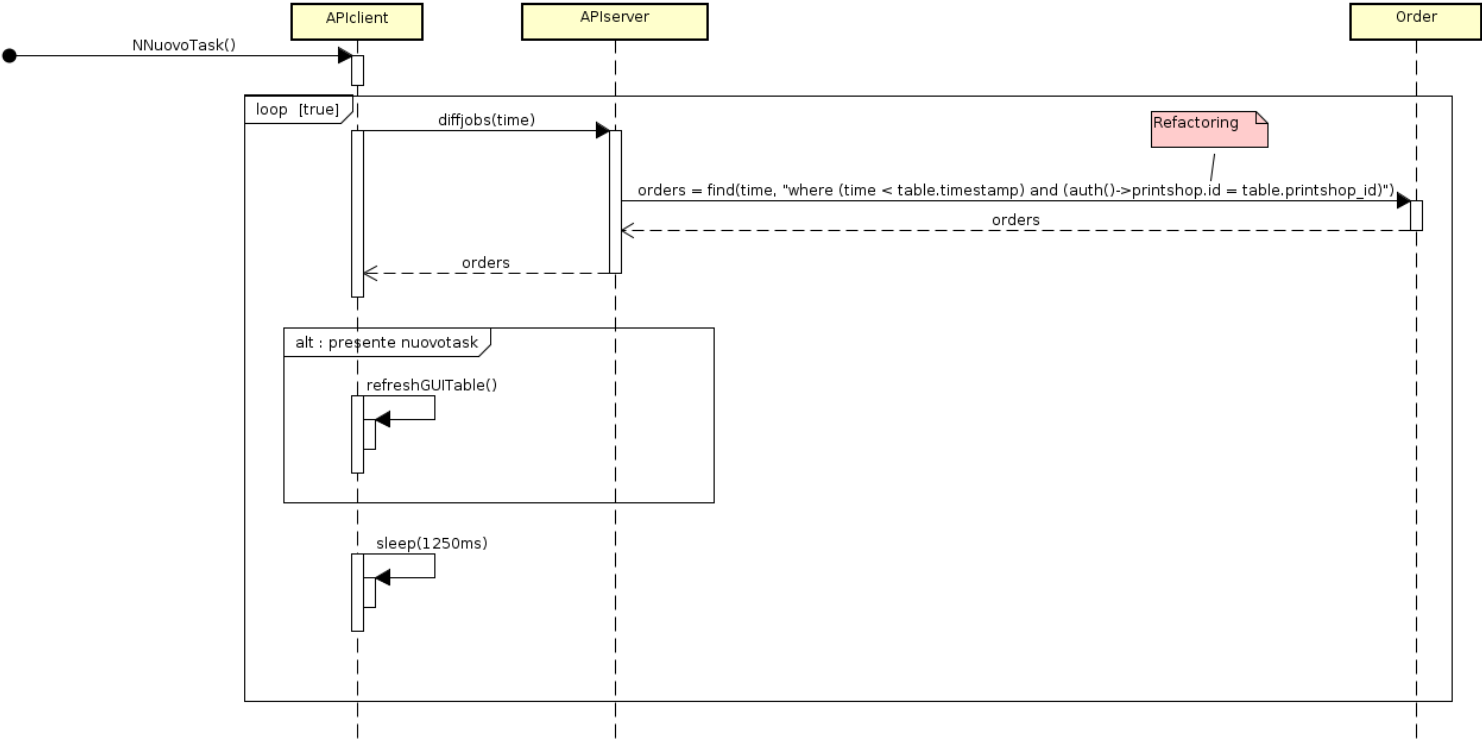 APIclient
APIserver
Order
NNuovoTask()
loop [true]
diffjobs(time)
Refactoring
orders = find(time, "where (time < table.timestamp) and (auth()->printshop.id = table.printshop_id)")
orders
orders
alt : presente nuovotask
refreshGUITable()
sleep(1250ms)